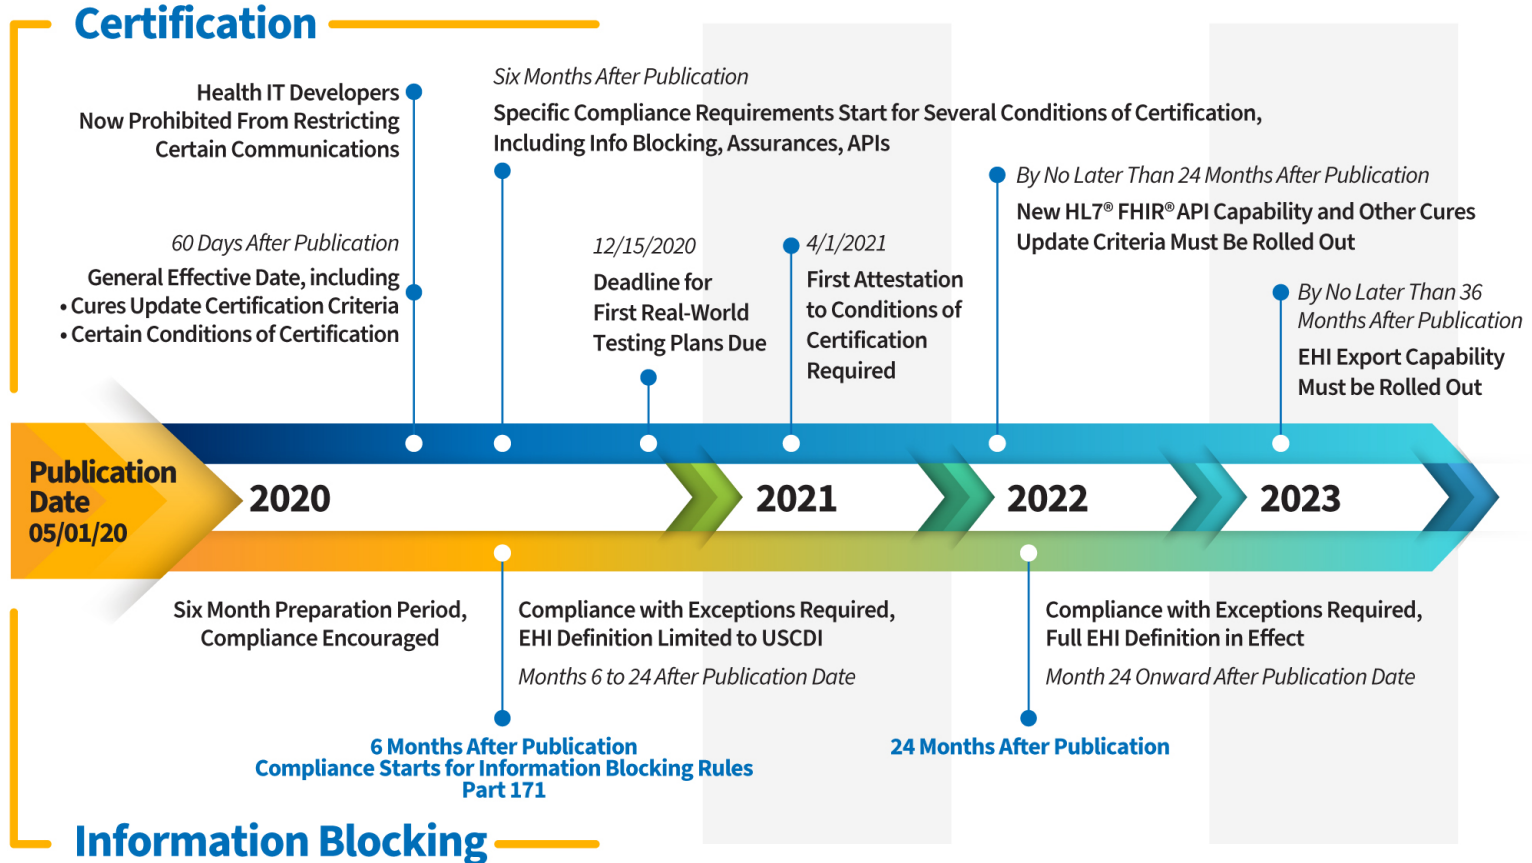 Certification
Health IT Developers
Now Prohibited From Restricting
Certain Communications
60 Days After Publication
General Effective Date, including
• Cures Update Certification Criteria
• Certain Conditions of Certification
Six Months After Publication
Specific Compliance Requirements Start for Several Conditions of Certification,
Including Info Blocking, Assurances, APIs
12/15/2020
Deadline for
First Real-World
Testing Plans Due
4/1/2021
First Attestation
to Conditions of
Certification
Required
By No Later Than 24 Months After Publication
New HL7® FHIR® API Capability and Other Cures
Update Criteria Must Be Rolled Out
By No Later Than 36
Months After Publication
EHI Export Capability
Must be Rolled Out
Publication
Date
05/01/20
2020
2021
2022
2023
Six Month Preparation Period,
Compliance Encouraged
Compliance with Exceptions Required,
EHI Definition Limited to USCDI
Months 6 to 24 After Publication Date
6 Months After Publication
Compliance Starts for Information Blocking Rules
Part 171
Compliance with Exceptions Required,
Full EHI Definition in Effect
Month 24 Onward After Publication Date
24 Months After Publication
Information Blocking